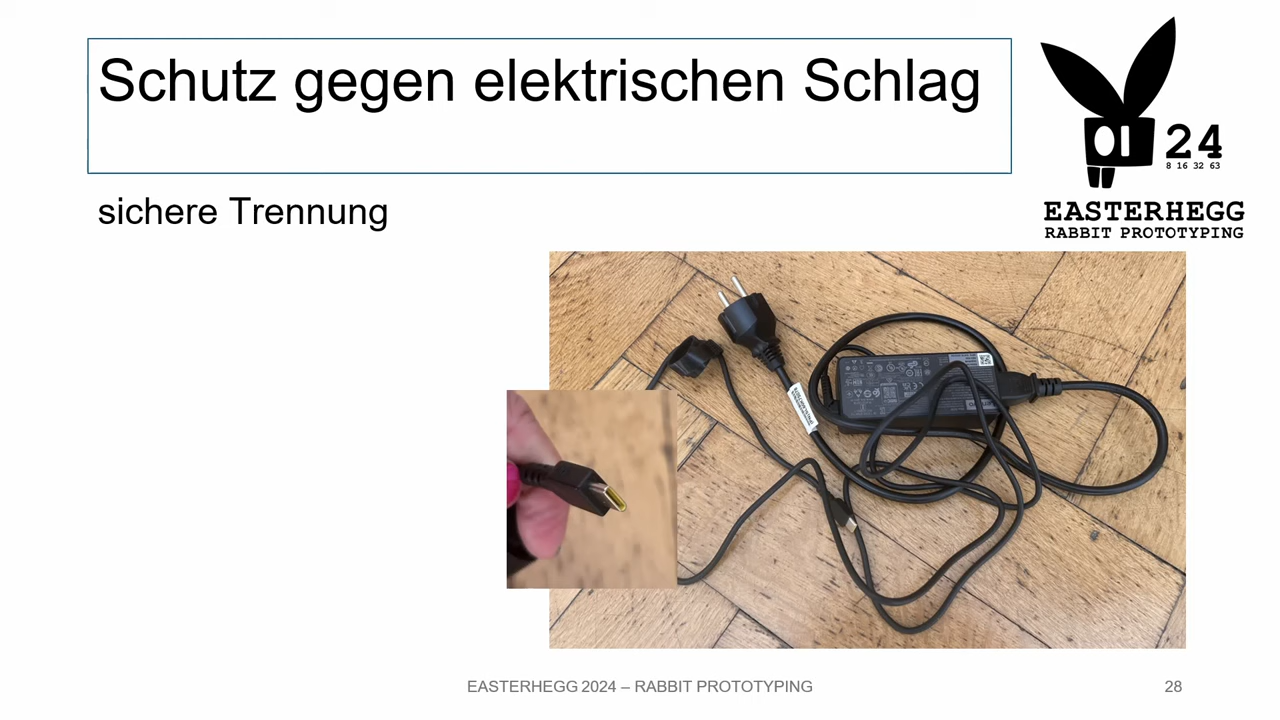 Schutz gegen elektrischen Schlag
24
8 16 32 63
EASTERHEGG
RABBIT PROTOTYPING
sichere Trennung
EASTERHEGG 2024 – RABBIT PROTOTYPING
28